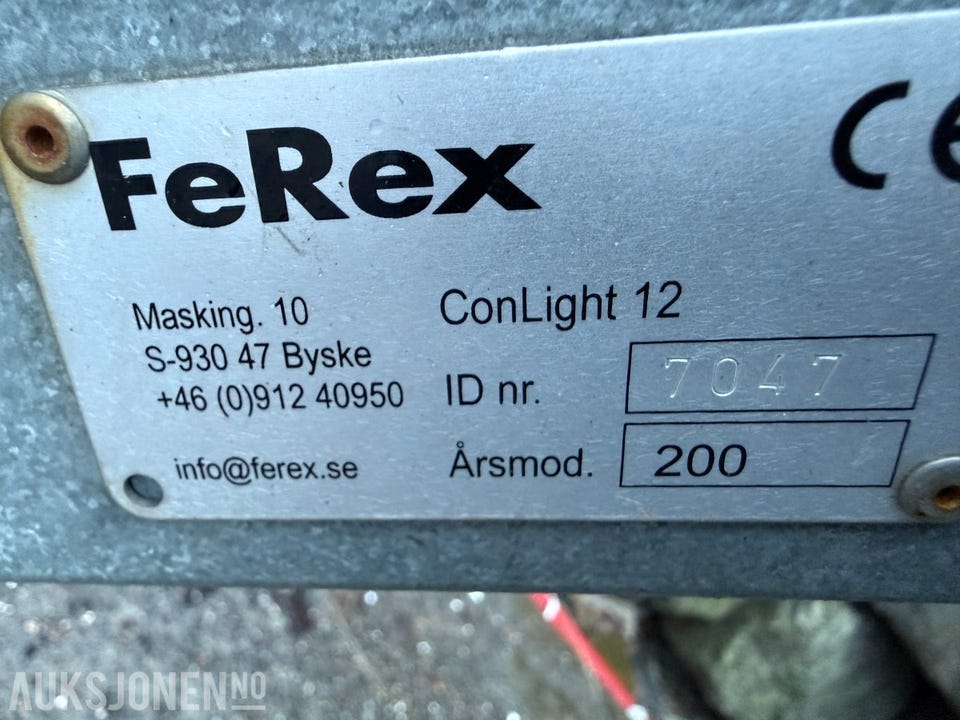 FeRex
CE
Masking. 10
S-930 47 Byske
+46 (0)912 40950
info@ferex.se
ConLight 12
ID nr. 7047
Årsmod. 200
AUKSJONEN NO